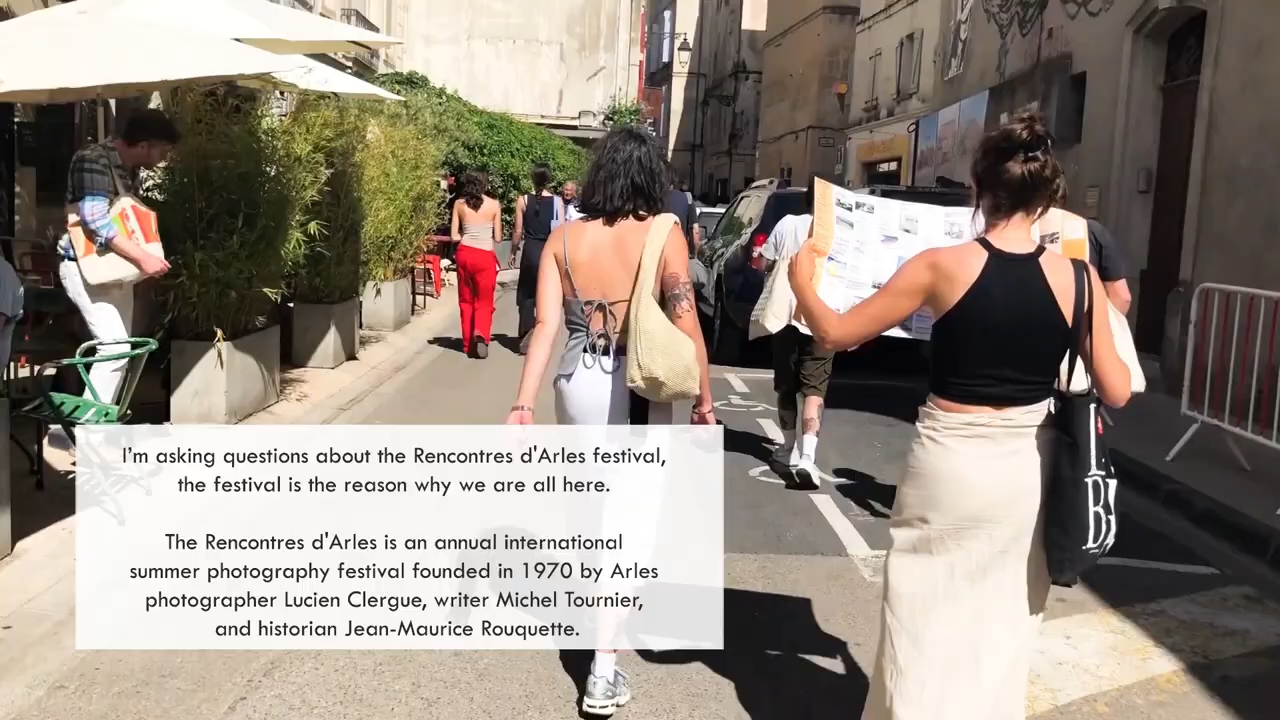 I'm asking questions about the Rencontres d'Arles festival,
the festival is the reason why we are all here.
The Rencontres d'Arles is an annual international
summer photography festival founded in 1970 by Arles
photographer Lucien Clergue, writer Michel Tournier,
and historian Jean-Maurice Rouquette.